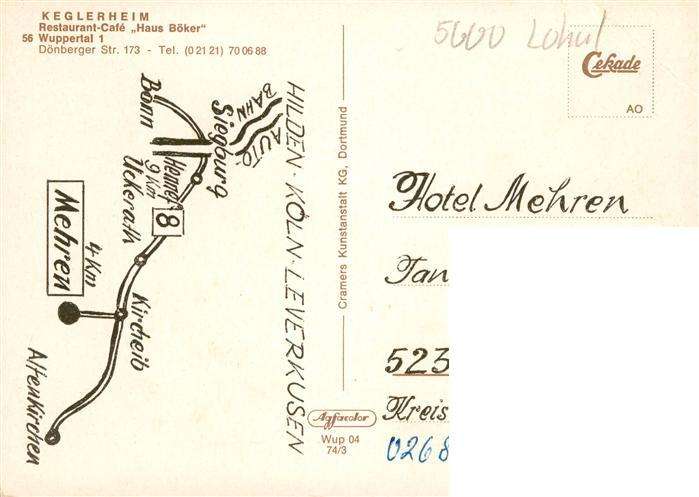 KEGLERHEIM
Restaurant-Café „Haus Böker"
56 Wuppertal 1
Dönberger Str. 173 - Tel. (0 21 21) 70 06 88
5600
Cekade
AO
Bonn
Siegburg
AUTO
BAHN
HILDEN-KÖLN-LEVERKUSEN
Hennef
9 Km
Uckerath
8
4 Km
Mehren
Kircheib
Altenkirchen
Cramers Kunstanstalt KG, Dortmund
Agfacolor
Wup 04
74/3
Hotel Mehren
523
Kreis
0268